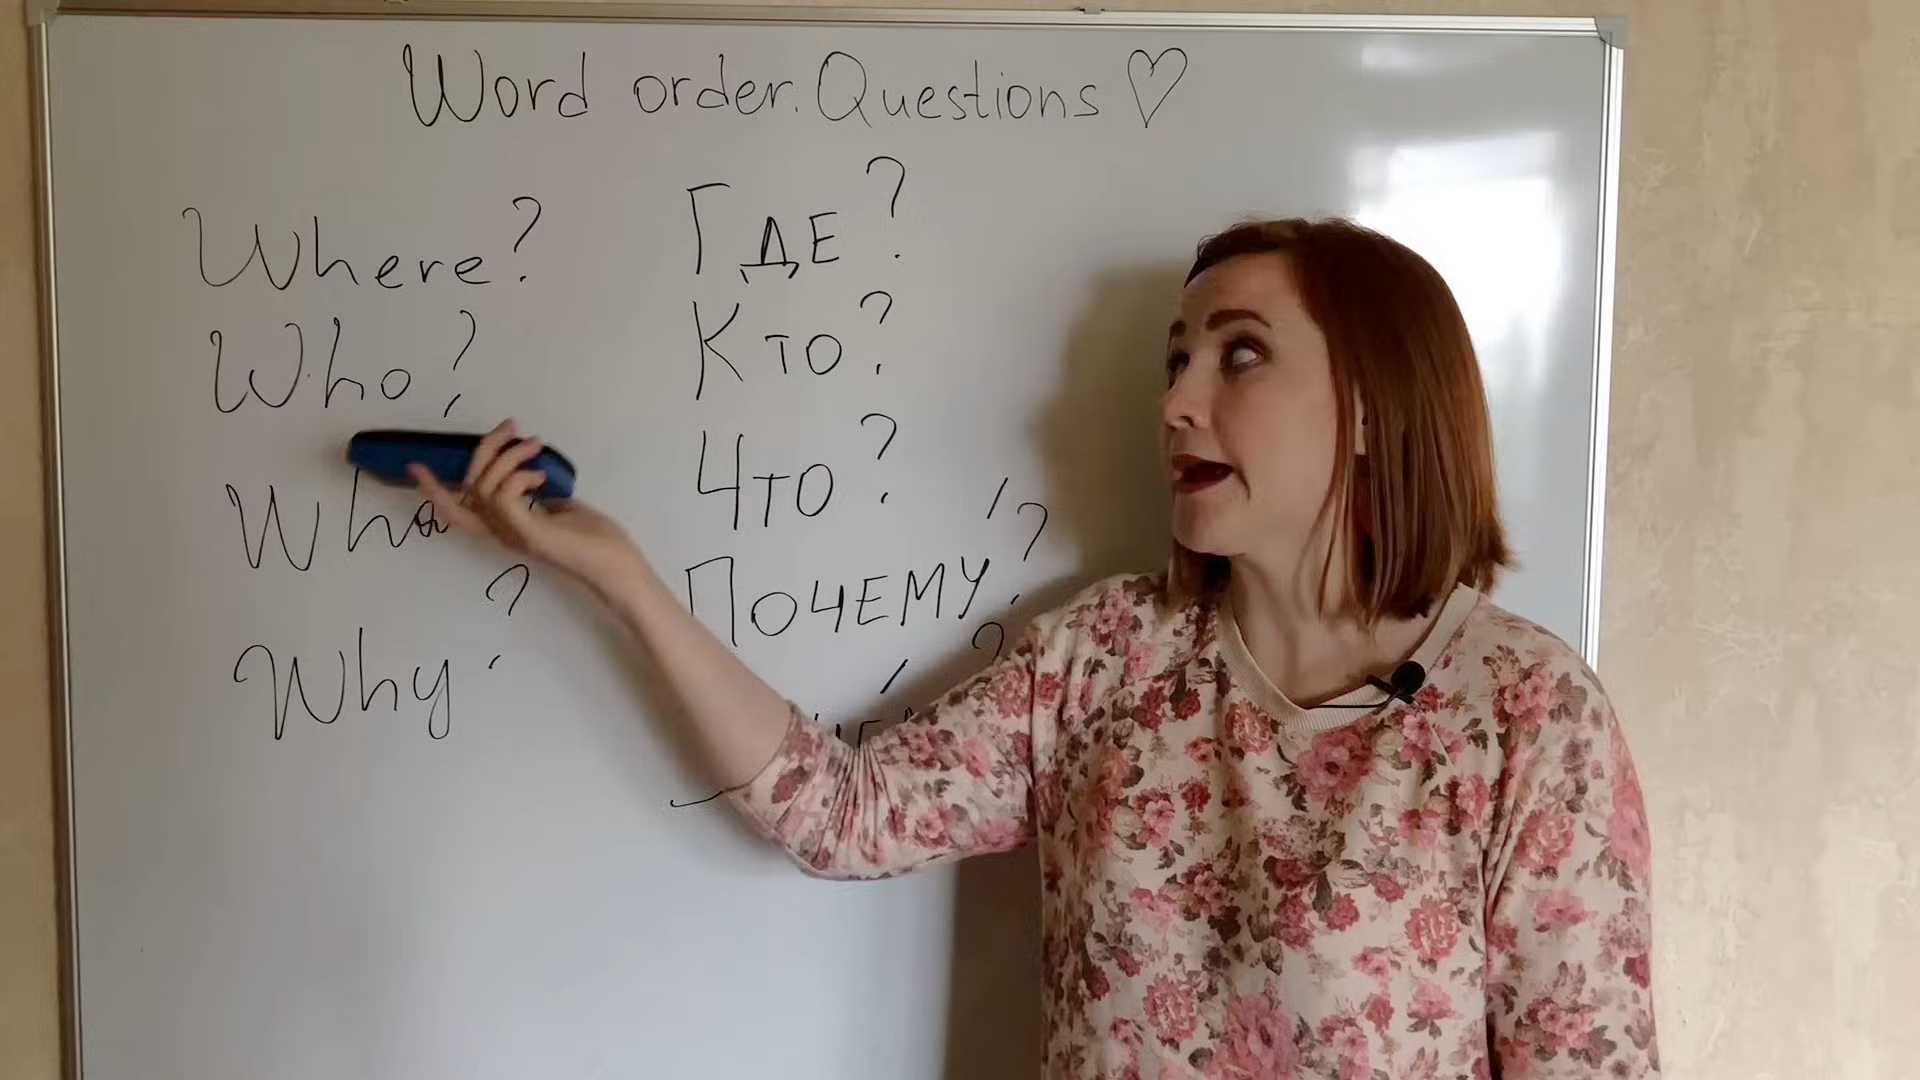 Word order. Questions ♡
Where? Где?
Who? Кто?
Что?
Почему́?
Why?